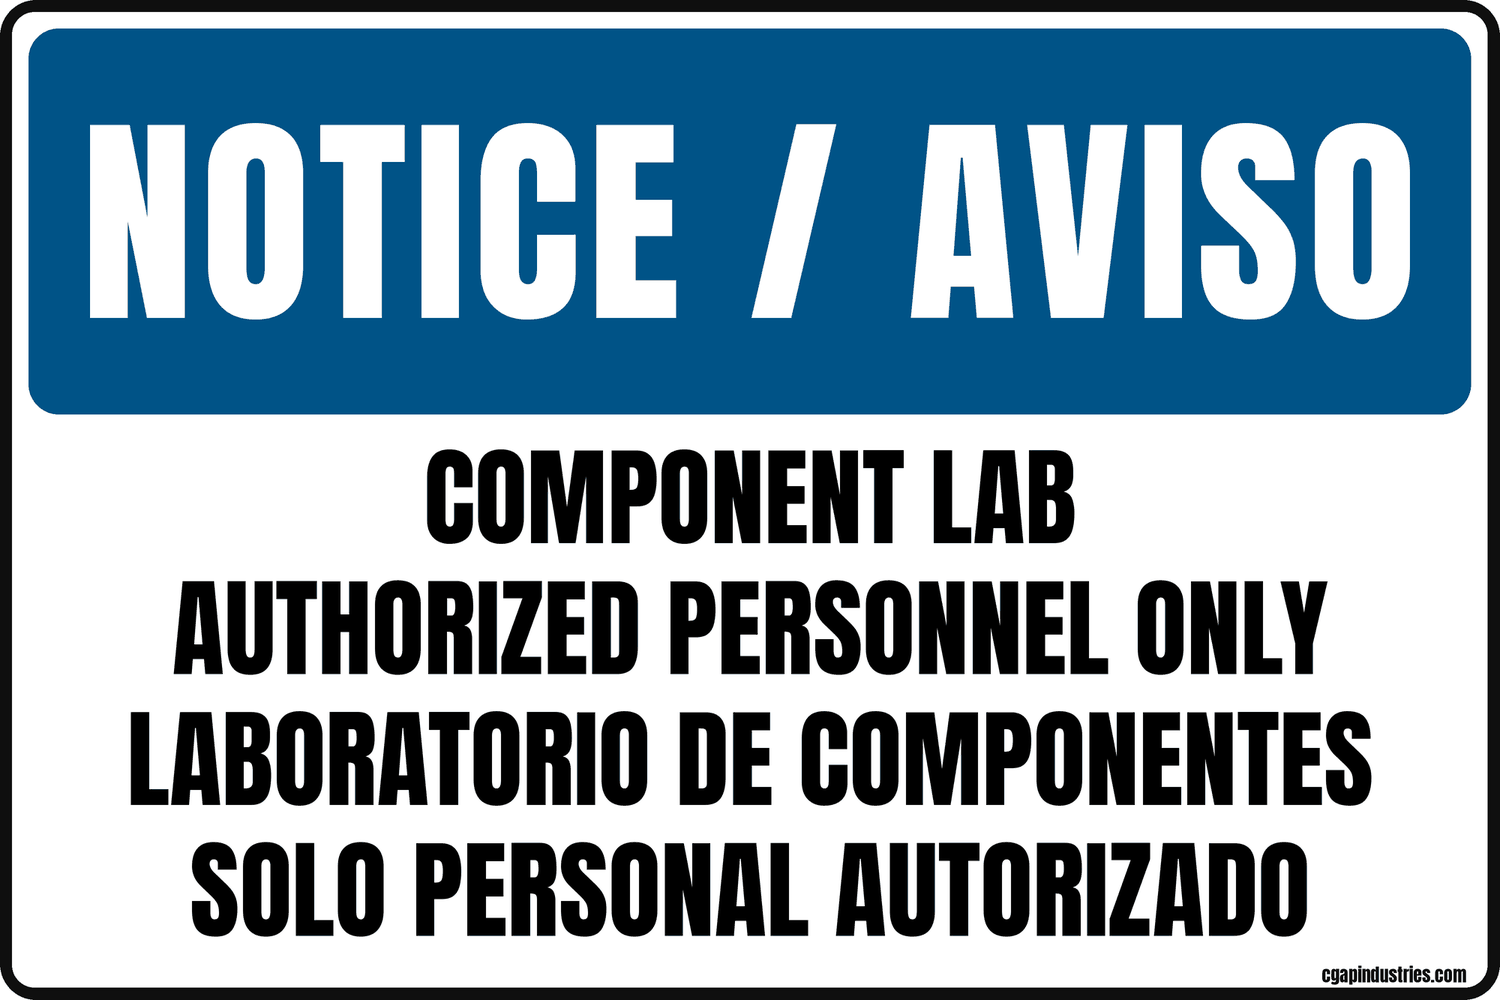 NOTICE / AVISO
COMPONENT LAB
AUTHORIZED PERSONNEL ONLY
LABORATORIO DE COMPONENTES
SOLO PERSONAL AUTORIZADO
cgapindustries.com